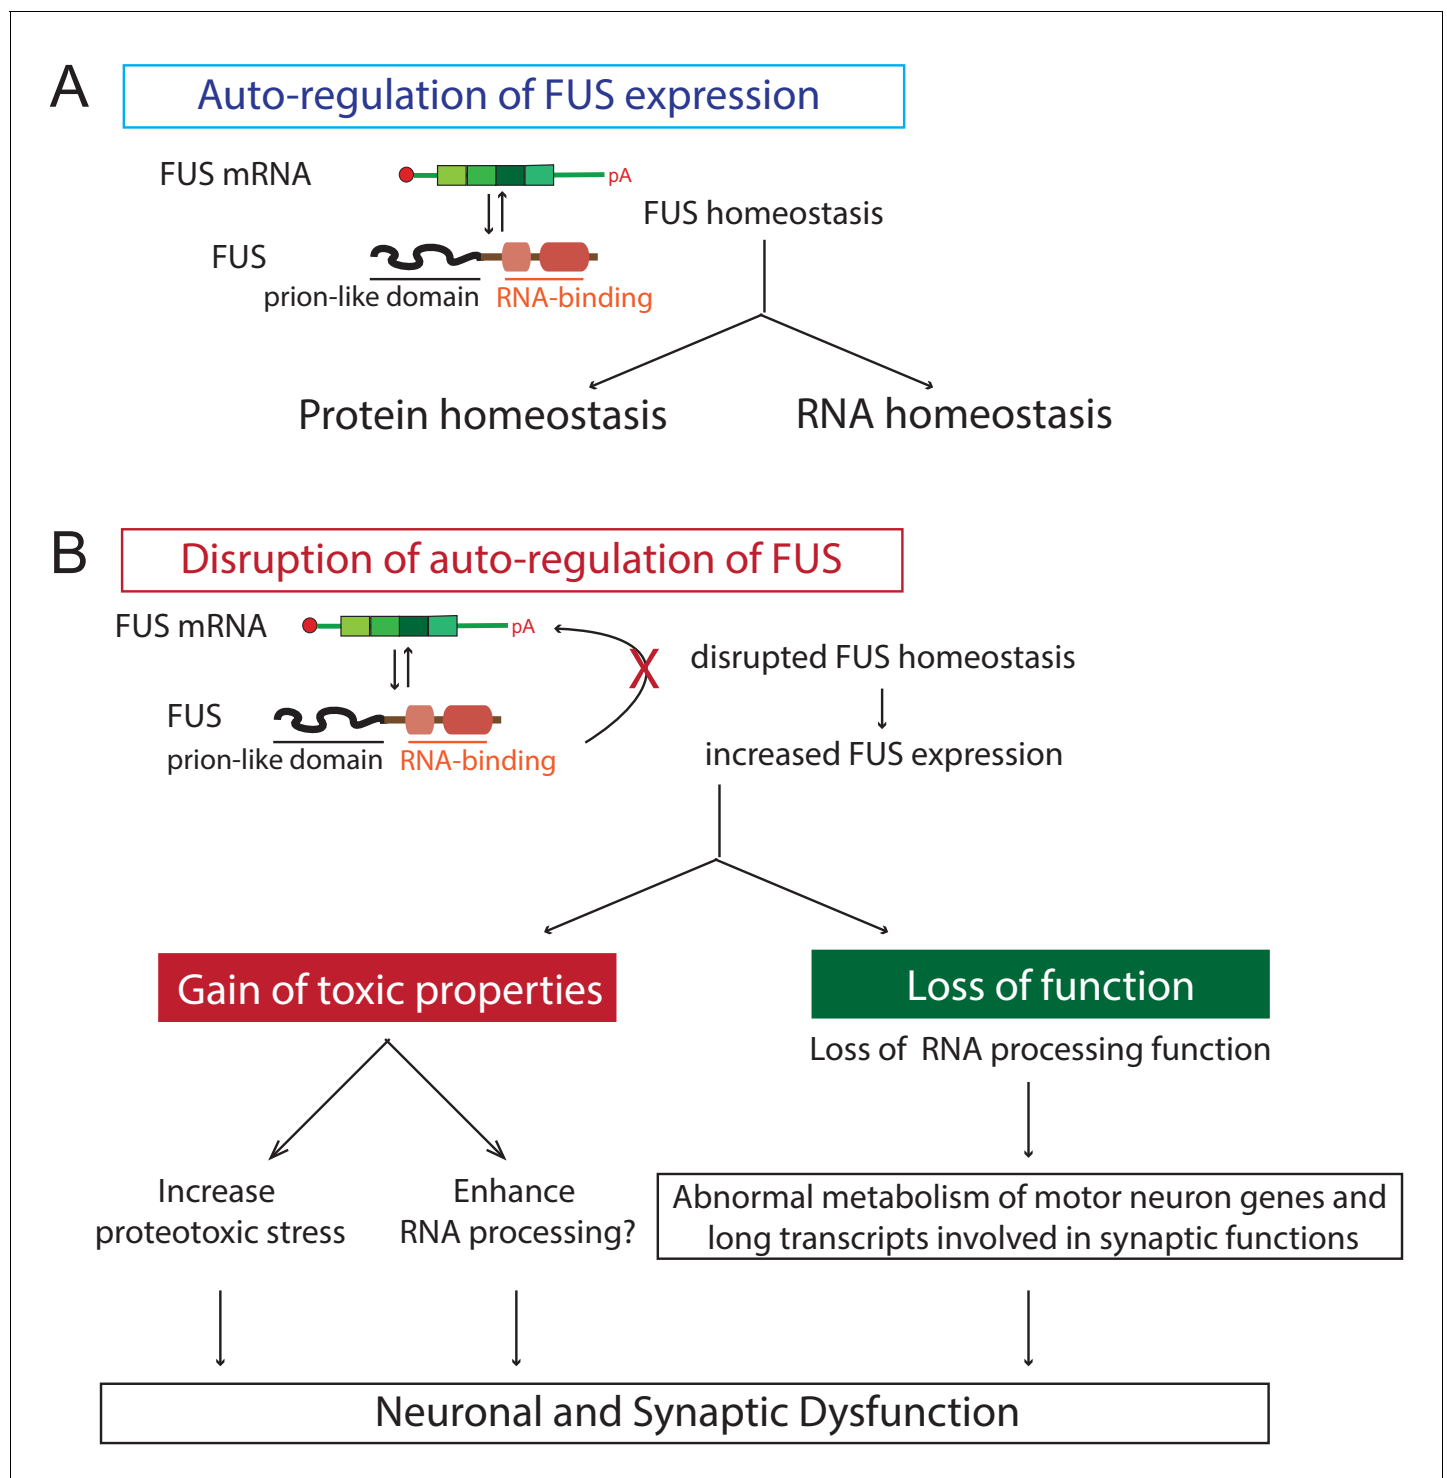 A
Auto-regulation of FUS expression
FUS mRNA
pA
FUS homeostasis
FUS
prion-like domain
RNA-binding
Protein homeostasis
RNA homeostasis
B
Disruption of auto-regulation of FUS
FUS mRNA
pA
X
disrupted FUS homeostasis
FUS
prion-like domain
RNA-binding
increased FUS expression
Gain of toxic properties
Loss of function
Loss of RNA processing function
Increase
proteotoxic stress
Enhance
RNA processing?
Abnormal metabolism of motor neuron genes and
long transcripts involved in synaptic functions
Neuronal and Synaptic Dysfunction